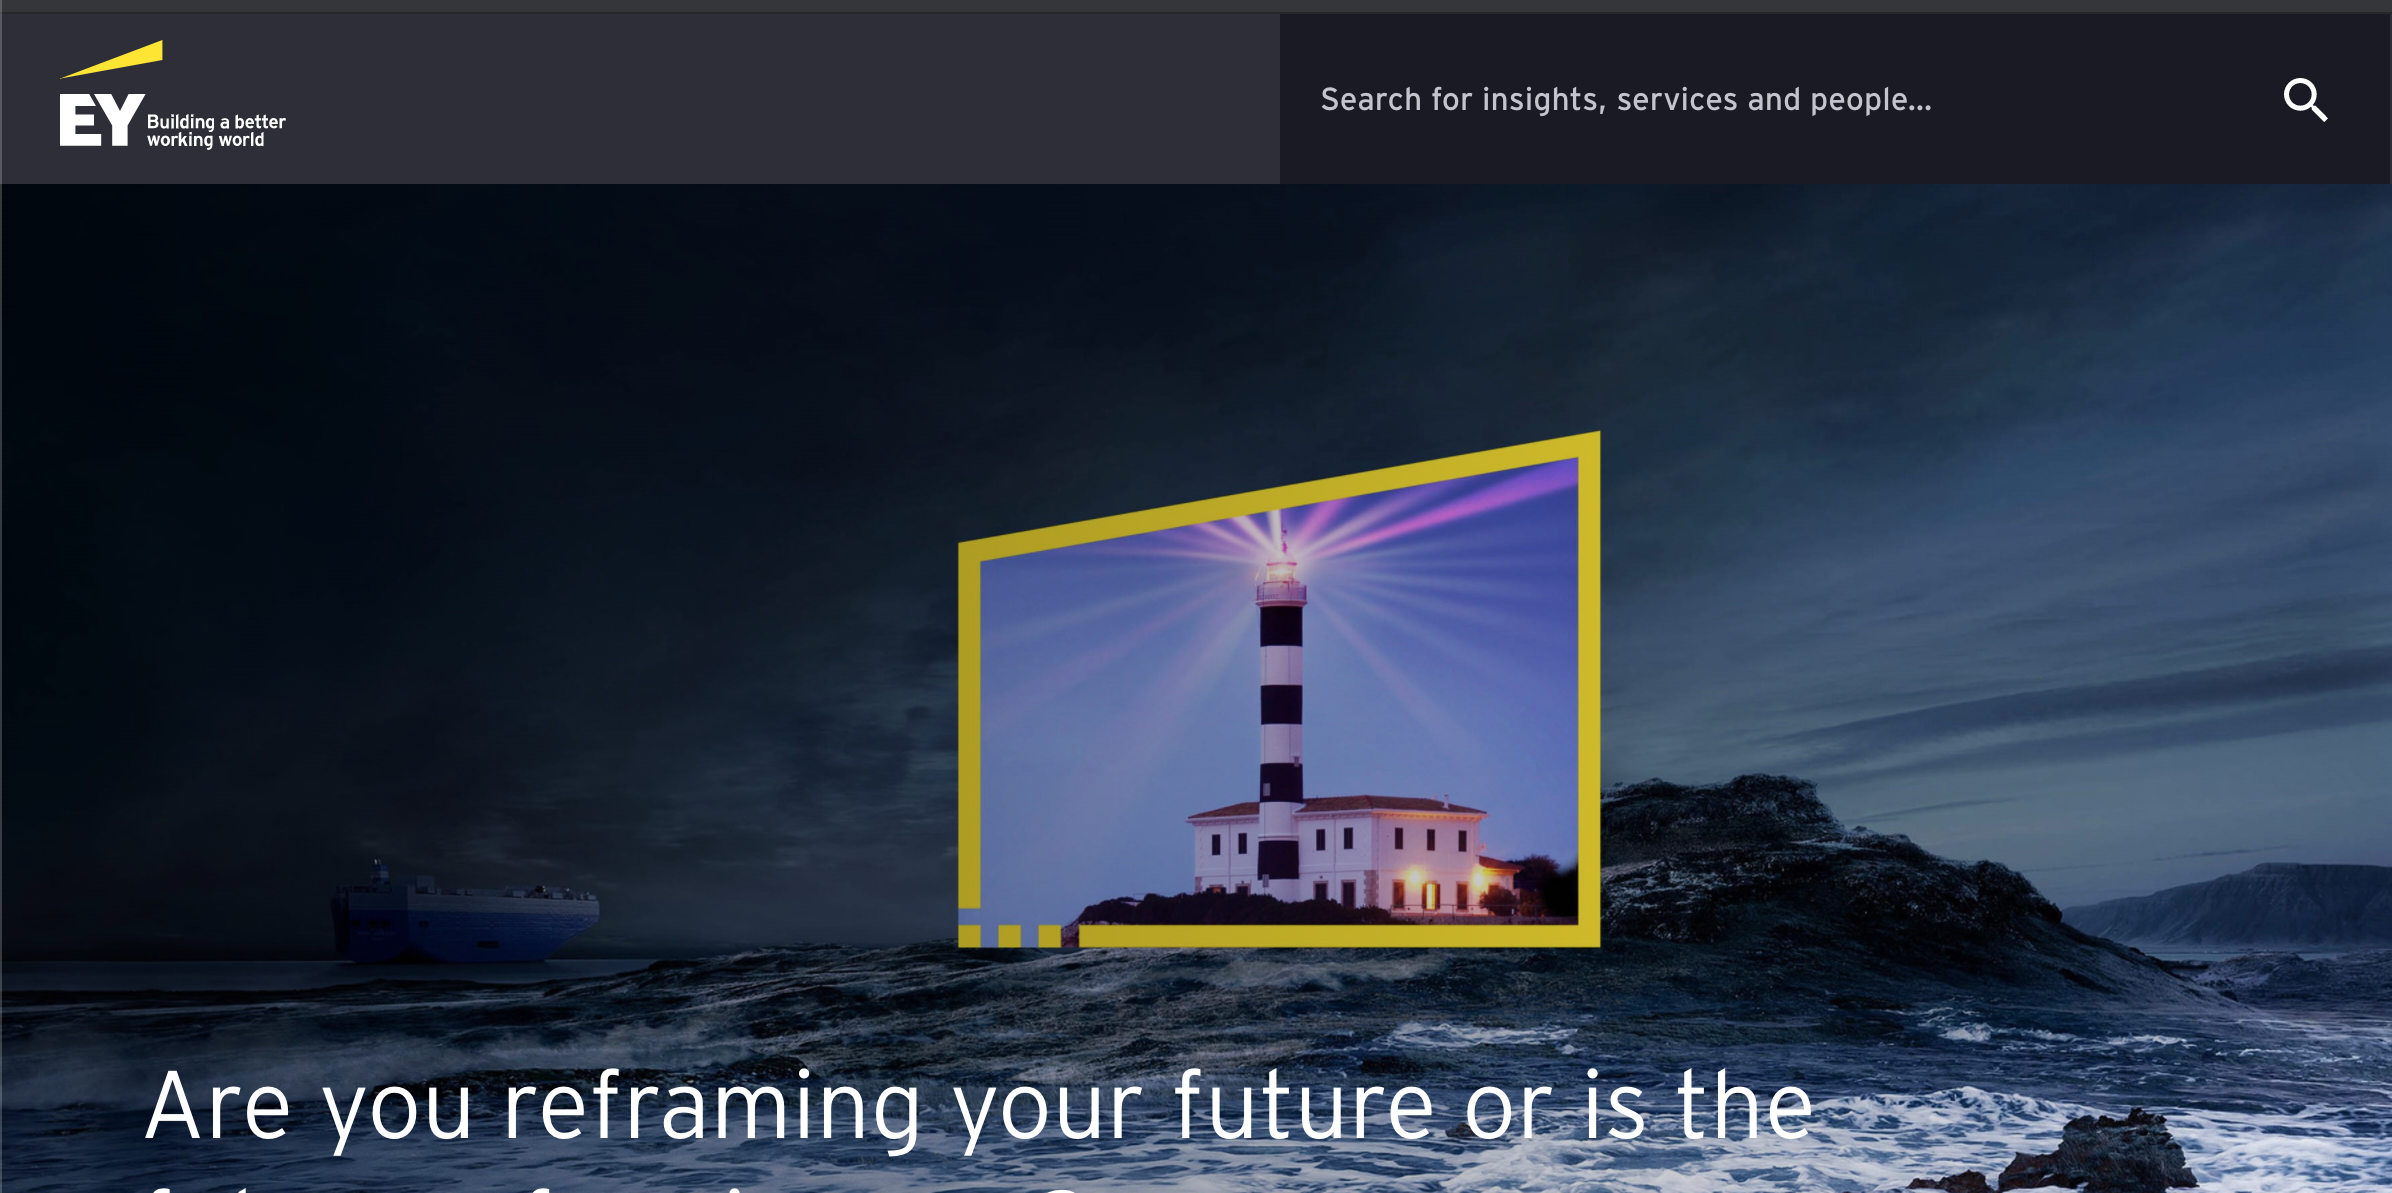 EY
Building a better
working world
Search for insights, services and people...
Are you reframing your future or is the